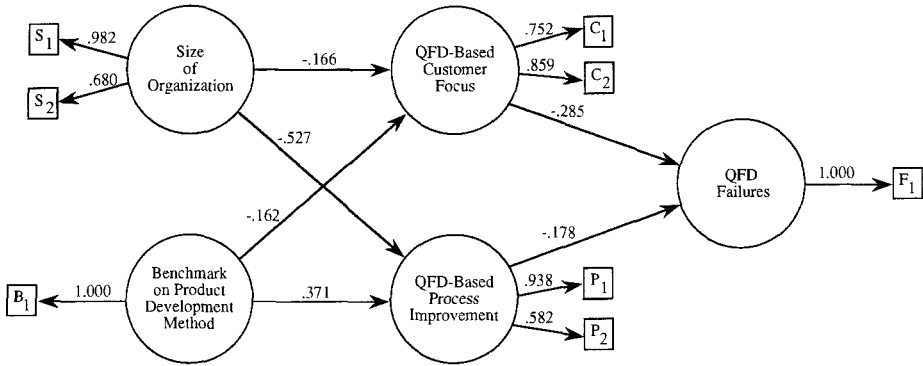 S1
.982
S2
.680
Size
of
Organization
-.166
-.527
QFD-Based
Customer
Focus
.752
C1
.859
C2
-.285
QFD
Failures
1.000
F1
B1
1.000
Benchmark
on Product
Development
Method
-.162
.371
QFD-Based
Process
Improvement
-.178
.938
P1
.582
P2